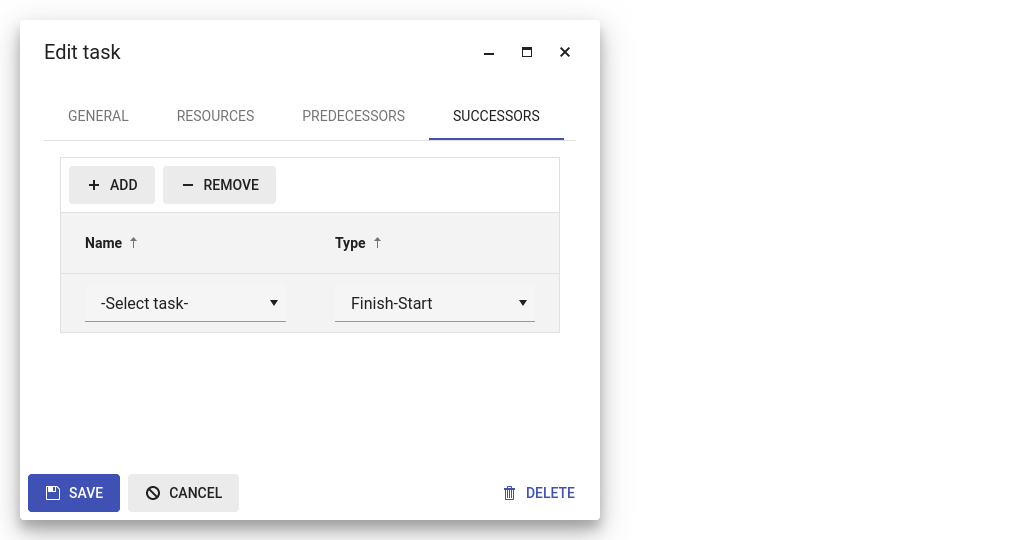 Edit task
GENERAL RESOURCES PREDECESSORS SUCCESSORS
ADD REMOVE
Name Type
-Select task- Finish-Start
SAVE CANCEL DELETE